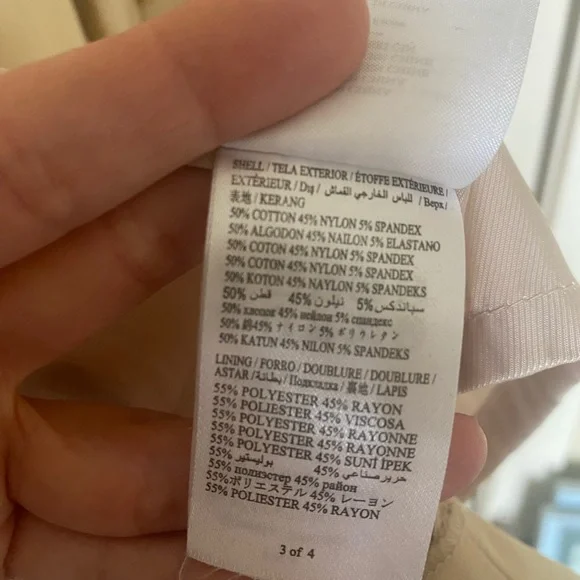 SHELL / TELA EXTERIOR / ÉTOFFE EXTÉRIEURE /
EXTÉRIEUR / Dış / اللباس الخارجي القماش / Верх /
表地 / KERANG
50% COTTON 45% NYLON 5% SPANDEX
50% ALGODON 45% NAILON 5% ELASTANO
50% COTON 45% NYLON 5% SPANDEX
50% COTON 45% NYLON 5% SPANDEX
50% KOTON 45% NAYLON 5% SPANDEKS
50% قطن 45% نيلون 5% سباندكس
50% хлопок 45% нейлон 5% спандекс
50% 綿45% ナイロン 5% ポリウレタン
50% KATUN 45% NILON 5% SPANDEKS
LINING / FORRO / DOUBLURE / DOUBLURE /
ASTAR / بطانة / Подкладка / 裏地 / LAPIS
55% POLYESTER 45% RAYON
55% POLIESTER 45% VISCOSA
55% POLYESTER 45% RAYONNE
55% POLYESTER 45% RAYONNE
55% POLYESTER 45% SUNİ İPEK
55% بوليستير 45% حريرصناعي
55% полиэстер 45% район
55%ポリエステル 45% レーヨン
55% POLIESTER 45% RAYON
3 of 4